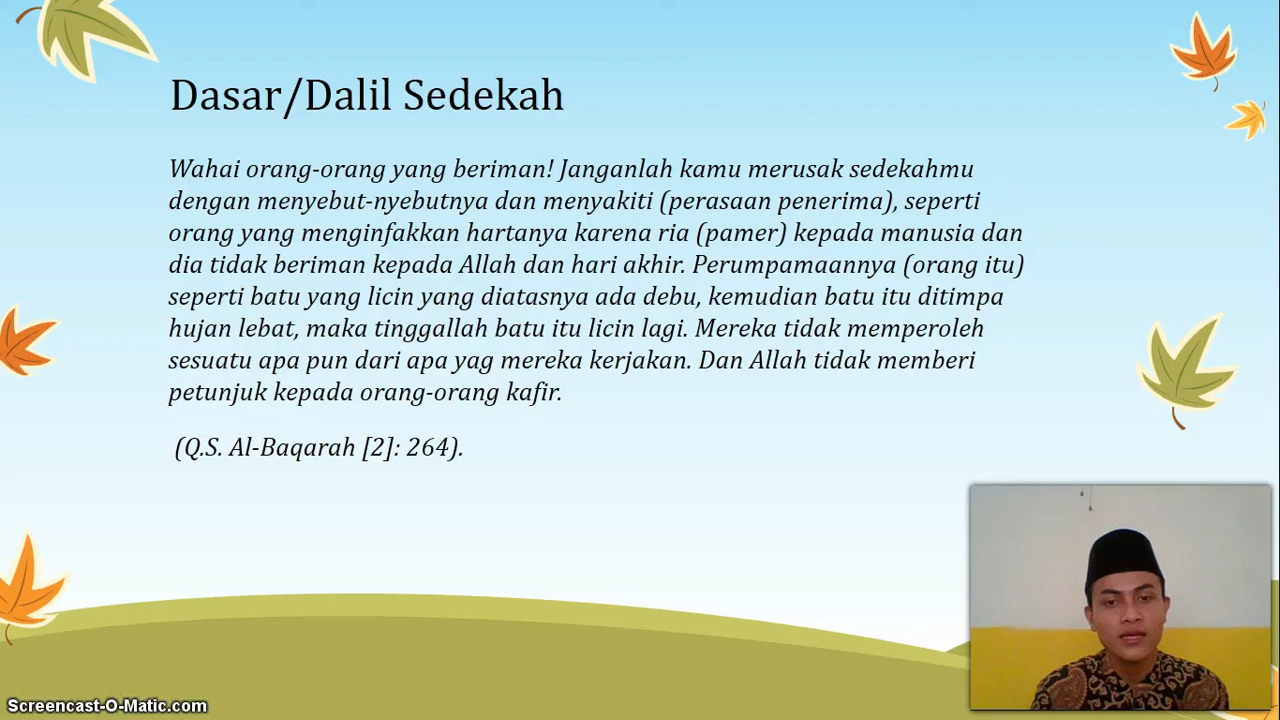 Dasar/Dalil Sedekah
Wahai orang-orang yang beriman! Janganlah kamu merusak sedekahmu
dengan menyebut-nyebutnya dan menyakiti (perasaan penerima), seperti
orang yang menginfakkan hartanya karena ria (pamer) kepada manusia dan
dia tidak beriman kepada Allah dan hari akhir. Perumpamaannya (orang itu)
seperti batu yang licin yang diatasnya ada debu, kemudian batu itu ditimpa
hujan lebat, maka tinggallah batu itu licin lagi. Mereka tidak memperoleh
sesuatu apa pun dari apa yag mereka kerjakan. Dan Allah tidak memberi
petunjuk kepada orang-orang kafir.
(Q.S. Al-Baqarah [2]: 264).
Screencast-O-Matic.com